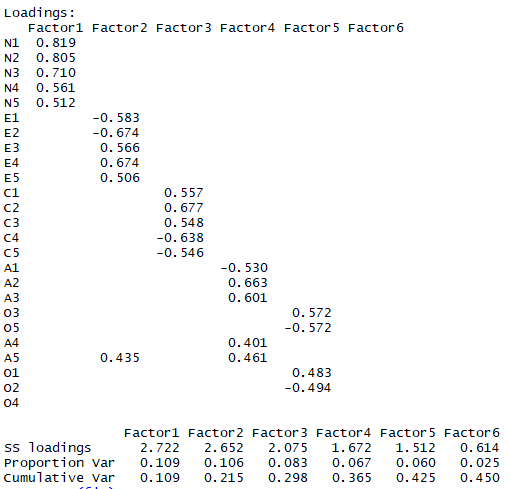 Loadings:
   Factor1 Factor2 Factor3 Factor4 Factor5 Factor6
N1  0.819
N2  0.805
N3  0.710
N4  0.561
N5  0.512
E1         -0.583
E2         -0.674
E3          0.566
E4          0.674
E5          0.506
C1                  0.557
C2                  0.677
C3                  0.548
C4                 -0.638
C5                 -0.546
A1                         -0.530
A2                          0.663
A3                          0.601
O3                                  0.572
O5                                 -0.572
A4                          0.401
A5          0.435           0.461
O1                                  0.483
O2                                 -0.494
O4
               Factor1 Factor2 Factor3 Factor4 Factor5 Factor6
SS loadings      2.722   2.652   2.075   1.672   1.512   0.614
Proportion Var   0.109   0.106   0.083   0.067   0.060   0.025
Cumulative Var   0.109   0.215   0.298   0.365   0.425   0.450